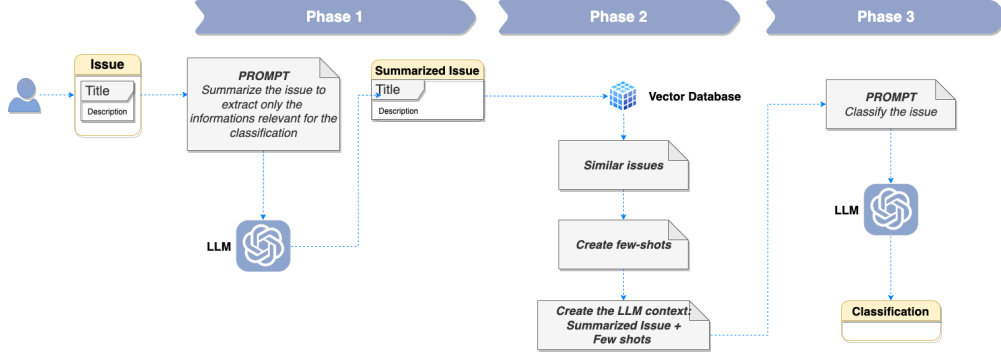 Phase 1
Phase 2
Phase 3
Issue
Title
Description
PROMPT
Summarize the issue to
extract only the
informations relevant for the
classification
LLM
Summarized Issue
Title
Description
Vector Database
Similar issues
Create few-shots
Create the LLM context:
Summarized Issue +
Few shots
PROMPT
Classify the issue
LLM
Classification